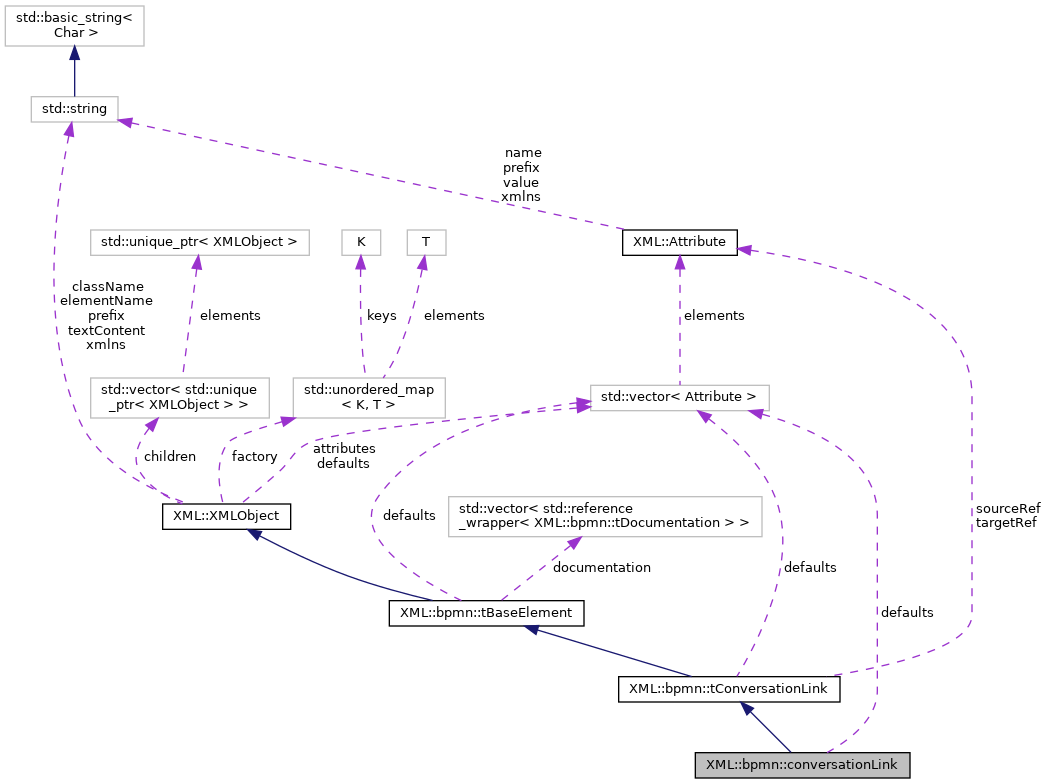 std::basic_string<
Char >
std::string
name
prefix
value
xmlns
std::unique_ptr< XMLObject >
K
T
XML::Attribute
className
elementName
prefix
textContent
xmlns
elements
keys
elements
elements
std::vector< std::unique
_ptr< XMLObject > >
std::unordered_map
< K, T >
std::vector< Attribute >
children
factory
attributes
defaults
XML::XMLObject
defaults
std::vector< std::reference
_wrapper< XML::bpmn::tDocumentation > >
sourceRef
targetRef
documentation
defaults
XML::bpmn::tBaseElement
defaults
XML::bpmn::tConversationLink
XML::bpmn::conversationLink